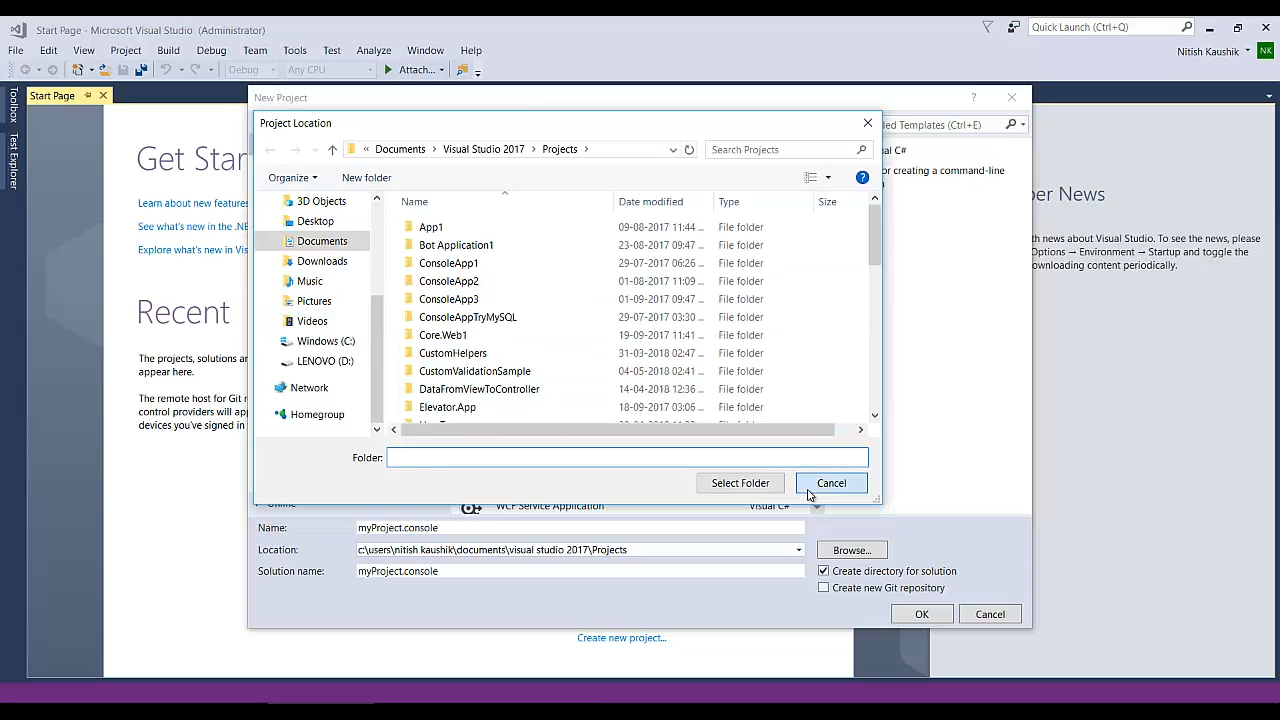 Start Page - Microsoft Visual Studio (Administrator)
Quick Launch (Ctrl+Q)
File Edit View Project Build Debug Team Tools Test Analyze Window Help
Nitish Kaushik
NK
Debug
Any CPU
Attach...
Toolbox
Test Explorer
Start Page
New Project
?
Project Location
Documents
Visual Studio 2017
Projects
Search Projects
Organize
New folder
3D Objects
Desktop
Documents
Downloads
Music
Pictures
Videos
Windows (C:)
LENOVO (D:)
Network
Homegroup
Name Date modified Type Size
App1 09-08-2017 11:44 ... File folder
Bot Application1 23-08-2017 09:47 ... File folder
ConsoleApp1 29-07-2017 06:26 ... File folder
ConsoleApp2 01-08-2017 11:09 ... File folder
ConsoleApp3 01-09-2017 09:47 ... File folder
ConsoleAppTryMySQL 29-07-2017 03:30 ... File folder
Core.Web1 19-09-2017 11:41 ... File folder
CustomHelpers 31-03-2018 02:47 ... File folder
CustomValidationSample 04-05-2018 02:41 ... File folder
DataFromViewToController 14-04-2018 12:36 ... File folder
Elevator.App 18-09-2017 03:06 ... File folder
Folder:
Select Folder
Cancel
led Templates (Ctrl+E)
al C#
or creating a command-line
WCF Service Application
Visual C#
Name: myProject.console
Location: c:\users\nitish kaushik\documents\visual studio 2017\Projects
Browse...
Solution name: myProject.console
Create directory for solution
Create new Git repository
OK
Cancel
Get Star
Learn about new features
See what's new in the .NE
Explore what's new in Vis
Recent
The projects, solutions an
appear here.
The remote host for Git r
control providers will app
devices you've signed in
Create new project...
per News
th news about Visual Studio. To see the news, please
Options → Environment → Startup and toggle the
ownloading content periodically.